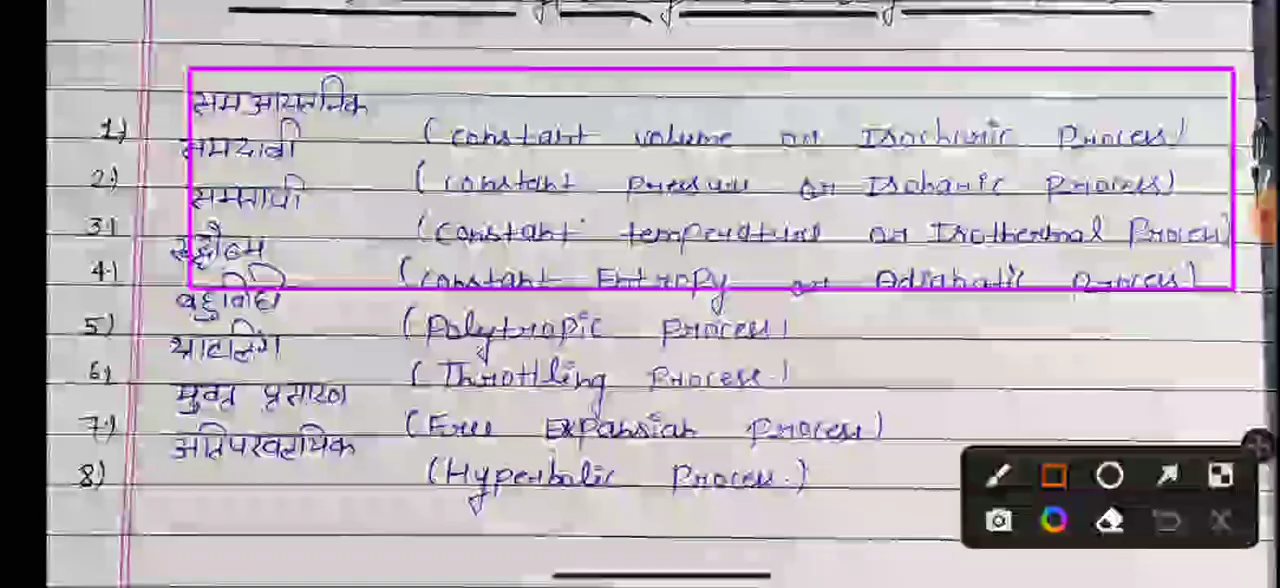 समआयतनिक
1) (constant volume or Isochoric Process)
समदाबी
2) (constant pressure or Isobaric Process)
समतापी
3) (constant temperature or Isothermal Process)
रुद्धोष्म
4) (constant Entropy or Adiabatic Process)
बहुविधी
5) (Polytropic process)
थ्राटलिंग
6) (Throttling Process.)
मुक्त प्रसारण
7) (Free Expansion Process)
अतिपरवलयिक
8) (Hyperbolic Process.)